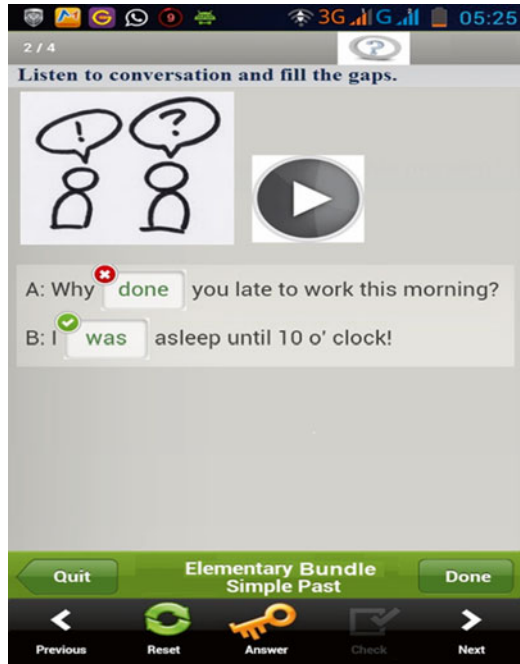 9 3G G 05:25
2 / 4 ?
Listen to conversation and fill the gaps.
! ?
A: Why done you late to work this morning?
B: I was asleep until 10 o' clock!
Quit Elementary Bundle Done
Simple Past
Previous Reset Answer Check Next